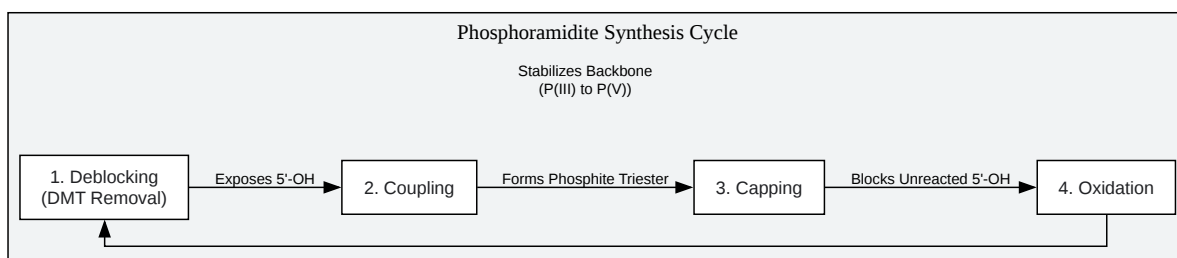 Phosphoramidite Synthesis Cycle
Stabilizes Backbone
(P(III) to P(V))
1. Deblocking
(DMT Removal)
Exposes 5'-OH
2. Coupling
Forms Phosphite Triester
3. Capping
Blocks Unreacted 5'-OH
4. Oxidation